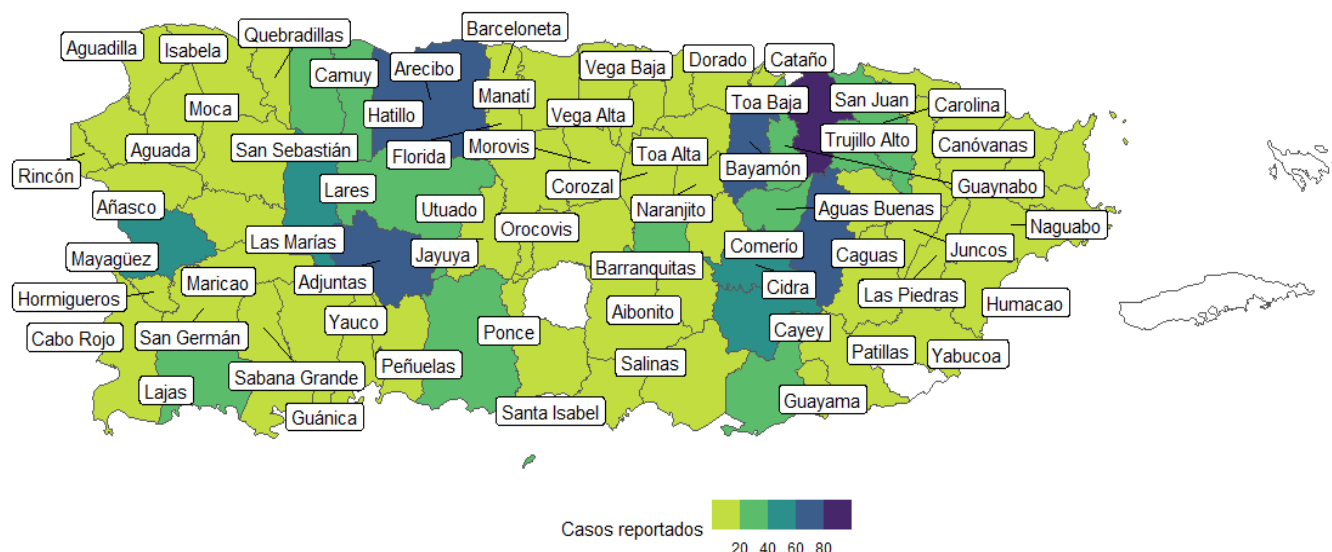 Barceloneta
Quebradillas
Aguadilla
Isabela
Camuy
Arecibo
Vega Baja
Dorado
Cataño
Moca
Hatillo
Manatí
Vega Alta
Toa Baja
San Juan
Carolina
Aguada
San Sebastián
Florida
Morovis
Toa Alta
Trujillo Alto
Canóvanas
Rincón
Bayamón
Guaynabo
Lares
Corozal
Añasco
Utuado
Naranjito
Aguas Buenas
Naguabo
Orocovis
Las Marías
Mayagüez
Jayuya
Comerío
Caguas
Juncos
Barranquitas
Maricao
Adjuntas
Cidra
Las Piedras
Hormigueros
Humacao
Aibonito
Yauco
Cabo Rojo
San Germán
Ponce
Cayey
Patillas
Yabucoa
Peñuelas
Salinas
Sabana Grande
Lajas
Guayama
Guánica
Santa Isabel
Casos reportados
20 40 60 80